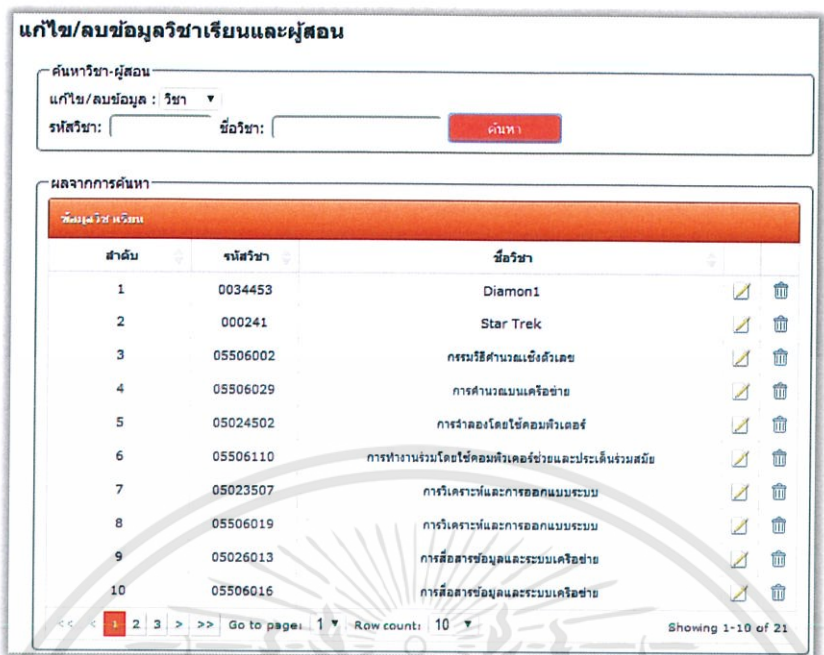 แก้ไข/ลบข้อมูลวิชาเรียนและผู้สอน
ค้นหาวิชา-ผู้สอน
แก้ไข/ลบข้อมูล : วิชา
รหัสวิชา: ชื่อวิชา: ค้นหา
ผลจากการค้นหา
ข้อมูลวิชาเรียน
ลำดับ รหัสวิชา ชื่อวิชา
1 0034453 Diamon1
2 000241 Star Trek
3 05506002 กรรมวิธีคำนวณเชิงตัวเลข
4 05506029 การคำนวณบนเครือข่าย
5 05024502 การจำลองโดยใช้คอมพิวเตอร์
6 05506110 การทำงานร่วมโดยใช้คอมพิวเตอร์ช่วยและประเด็นร่วมสมัย
7 05023507 การวิเคราะห์และการออกแบบระบบ
8 05506019 การวิเคราะห์และการออกแบบระบบ
9 05026013 การสื่อสารข้อมูลและระบบเครือข่าย
10 05506016 การสื่อสารข้อมูลและระบบเครือข่าย
<< < 1 2 3 > >> Go to page: 1 Row count: 10 Showing 1-10 of 21